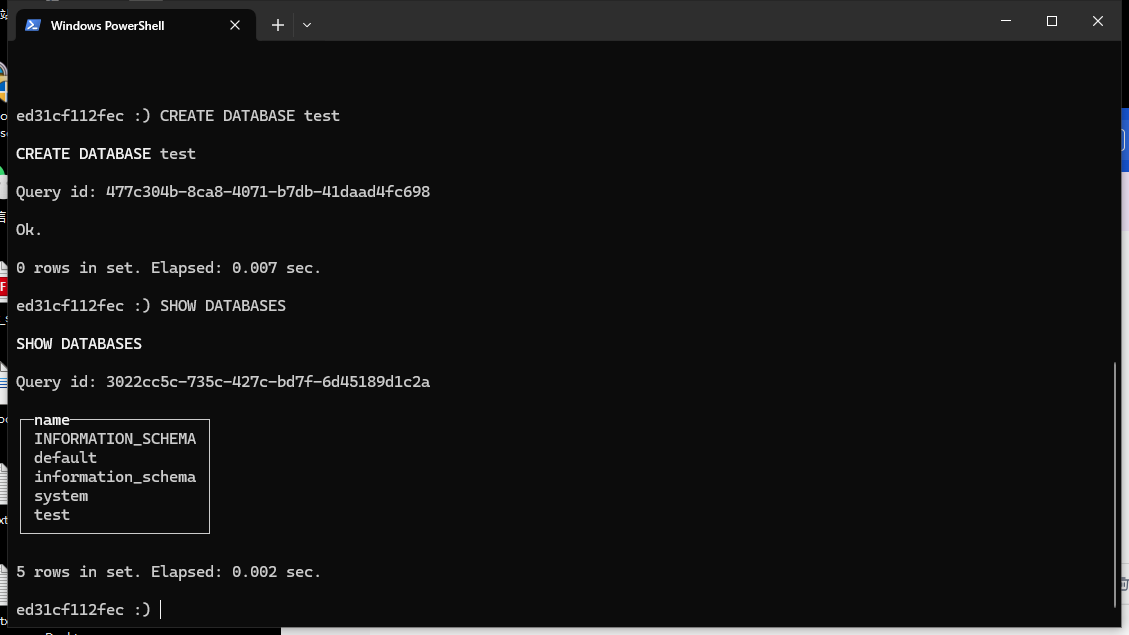 Windows PowerShell
ed31cf112fec :) CREATE DATABASE test
CREATE DATABASE test
Query id: 477c304b-8ca8-4071-b7db-41daad4fc698
Ok.
0 rows in set. Elapsed: 0.007 sec.
ed31cf112fec :) SHOW DATABASES
SHOW DATABASES
Query id: 3022cc5c-735c-427c-bd7f-6d45189d1c2a
name
INFORMATION_SCHEMA
default
information_schema
system
test
5 rows in set. Elapsed: 0.002 sec.
ed31cf112fec :)